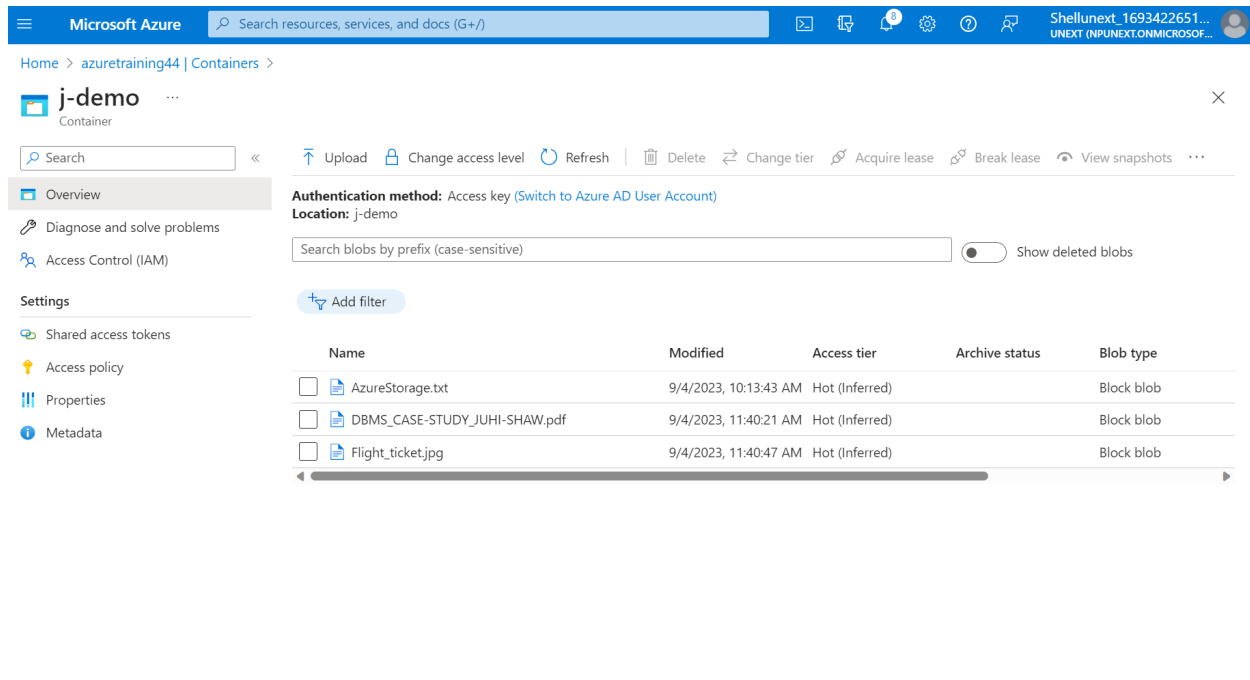 Microsoft Azure
Search resources, services, and docs (G+/)
8
Shellunext_1693422651...
UNEXT (NPUNEXT.ONMICROSOF...
Home > azuretraining44 | Containers >
j-demo ...
Container
Search «
Upload Change access level Refresh Delete Change tier Acquire lease Break lease View snapshots ...
Overview
Authentication method: Access key (Switch to Azure AD User Account)
Location: j-demo
Diagnose and solve problems
Search blobs by prefix (case-sensitive) Show deleted blobs
Access Control (IAM)
Settings
Add filter
Shared access tokens
Access policy
Properties
Metadata
Name Modified Access tier Archive status Blob type
AzureStorage.txt 9/4/2023, 10:13:43 AM Hot (Inferred) Block blob
DBMS_CASE-STUDY_JUHI-SHAW.pdf 9/4/2023, 11:40:21 AM Hot (Inferred) Block blob
Flight_ticket.jpg 9/4/2023, 11:40:47 AM Hot (Inferred) Block blob